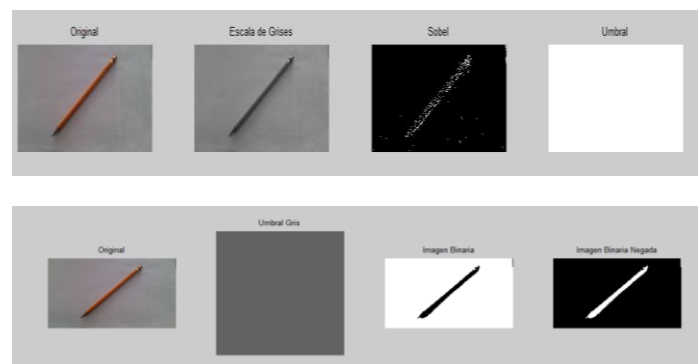 Original
Escala de Grises
Sobel
Umbral
Umbral Gris
Original
Imagen Binaria
Imagen Binaria Negada